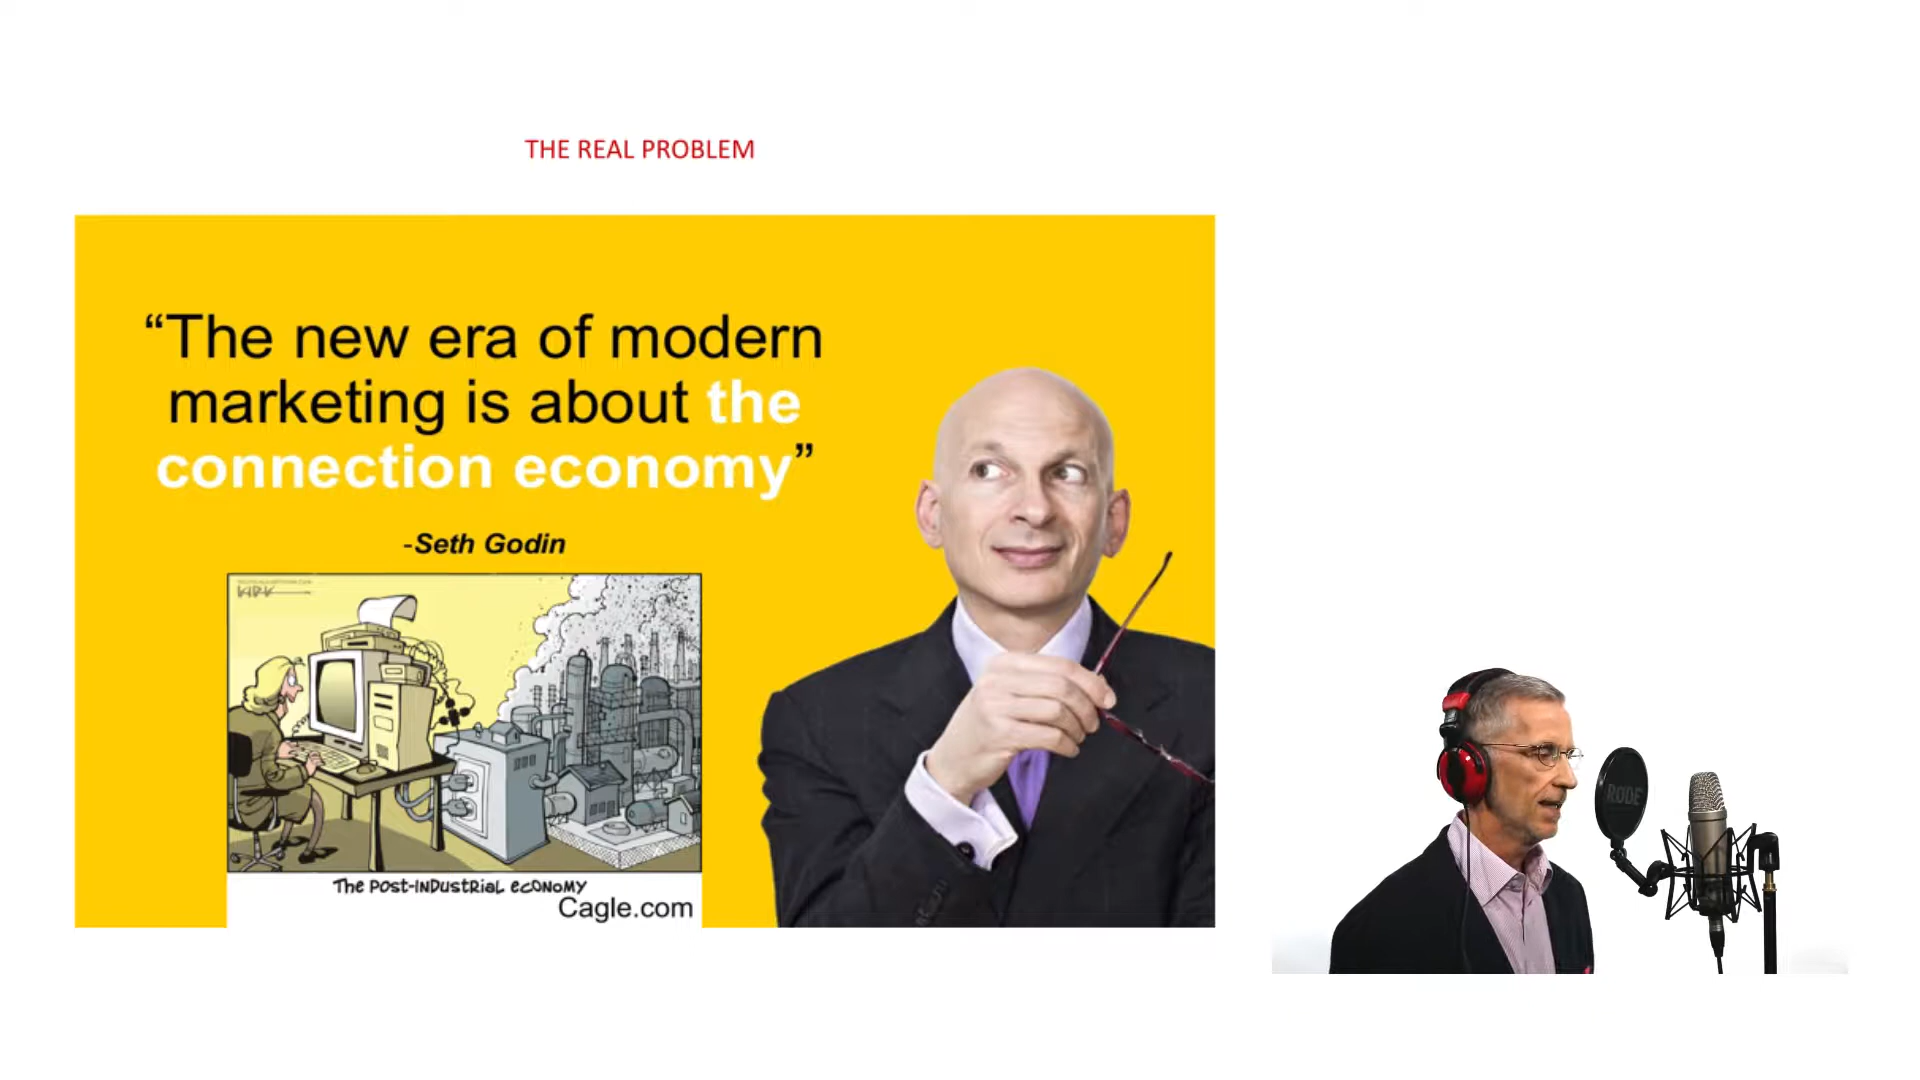 THE REAL PROBLEM
“The new era of modern
marketing is about the
connection economy”
-Seth Godin
The POST-INDUSTRIAL ECONOMY
Cagle.com
RODE